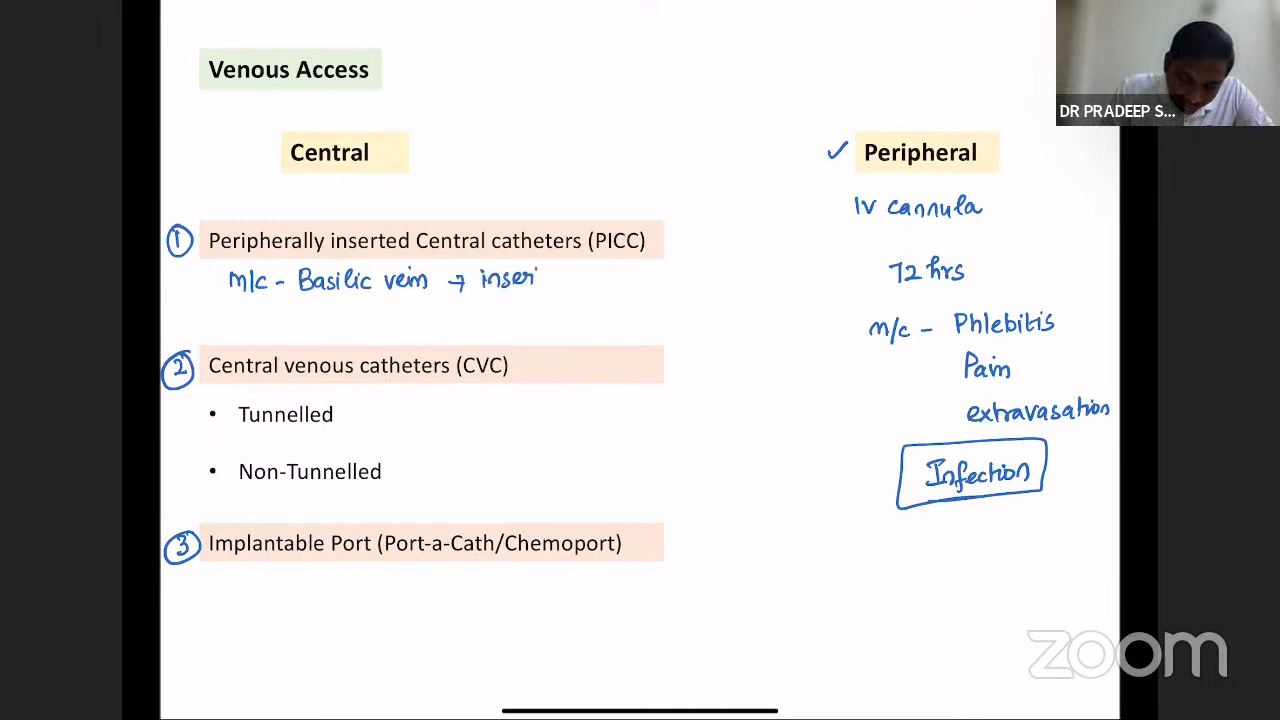 Venous Access
DR PRADEEP S...
Central
✓ Peripheral
IV cannula
① Peripherally inserted Central catheters (PICC)
m/c - Basilic vein → inser
72 hrs
m/c - Phlebitis
Pain
extravasation
② Central venous catheters (CVC)
• Tunnelled
• Non-Tunnelled
Infection
③ Implantable Port (Port-a-Cath/Chemoport)
zoom